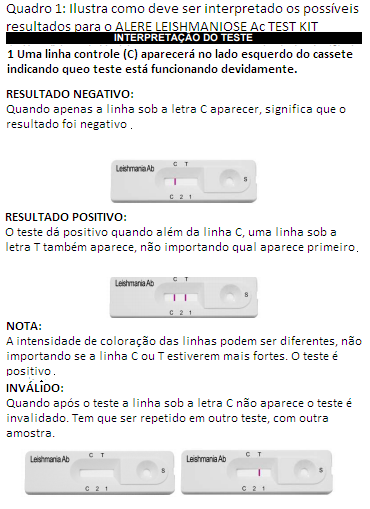 Quadro 1: Ilustra como deve ser interpretado os possíveis
resultados para o ALERE LEISHMANIOSE Ac TEST KIT
INTERPRETAÇÃO DO TESTE
1 Uma linha controle (C) aparecerá no lado esquerdo do cassete
indicando queo teste está funcionando devidamente.
RESULTADO NEGATIVO:
Quando apenas a linha sob a letra C aparecer, significa que o
resultado foi negativo .
Leishmania Ab C T
S
C 2 1
RESULTADO POSITIVO:
O teste dá positivo quando além da linha C, uma linha sob a
letra T também aparece, não importando qual aparece primeiro.
Leishmania Ab C T
S
C 2 1
NOTA:
A intensidade de coloração das linhas podem ser diferentes, não
importando se a linha C ou T estiverem mais fortes. O teste é
positivo .
INVÁLÍDO:
Quando após o teste a linha sob a letra C não aparece o teste é
invalidado. Tem que ser repetido em outro teste, com outra
amostra.
Leishmania Ab C T
S
C 2 1
Leishmania Ab C T
S
C 2 1